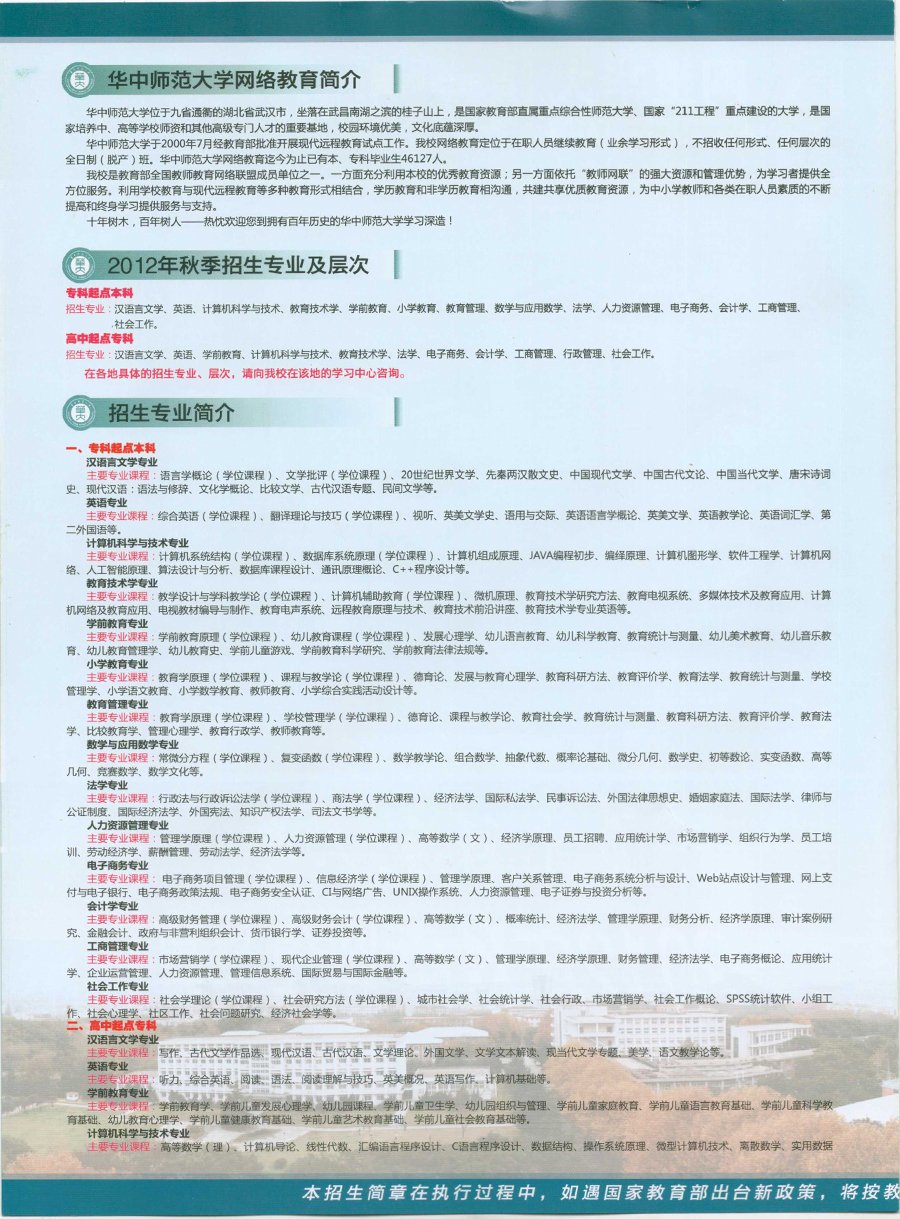 华中师范大学网络教育简介
华中师范大学位于九省通衢的湖北省武汉市，坐落在武昌南湖之滨的桂子山上，是国家教育部直属重点综合性师范大学、国家“211工程”重点建设的大学，是国
家培养中、高等学校师资和其他高级专门人才的重要基地，校园环境优美，文化底蕴深厚。
华中师范大学于2000年7月经教育部批准开展现代远程教育试点工作。我校网络教育定位于在职人员继续教育（业余学习形式），不招收任何形式、任何层次的
全日制（脱产）班。华中师范大学网络教育迄今为止已有本、专科毕业生46127人。
我校是教育部全国教师教育网络联盟成员单位之一。一方面充分利用本校的优秀教育资源；另一方面依托“教师网联”的强大资源和管理优势，为学习者提供全
方位服务。利用学校教育与现代远程教育等多种教育形式相结合，学历教育和非学历教育相沟通，共建共享优质教育资源，为中小学教师和各类在职人员素质的不断
提高和终身学习提供服务与支持。
十年树木，百年树人——热忱欢迎您到拥有百年历史的华中师范大学学习深造！
2012年秋季招生专业及层次
专科起点本科
招生专业：汉语言文学、英语、计算机科学与技术、教育技术学、学前教育、小学教育、教育管理、数学与应用数学、法学、人力资源管理、电子商务、会计学、工商管理、
社会工作。
高中起点专科
招生专业：汉语言文学、英语、学前教育、计算机科学与技术、教育技术学、法学、电子商务、会计学、工商管理、行政管理、社会工作。
在各地具体的招生专业、层次，请向我校在该地的学习中心咨询。
招生专业简介
一、专科起点本科
汉语言文学专业
主要专业课程：语言学概论（学位课程）、文学批评（学位课程）、20世纪世界文学、先秦两汉散文史、中国现代文学、中国古代文论、中国当代文学、唐宋诗词
史、现代汉语：语法与修辞、文化学概论、比较文学、古代汉语专题、民间文学等。
英语专业
主要专业课程：综合英语（学位课程）、翻译理论与技巧（学位课程）、视听、英美文学史、语用与交际、英语语言学概论、英美文学、英语教学论、英语词汇学、第
二外国语等。
计算机科学与技术专业
主要专业课程：计算机系统结构（学位课程）、数据库系统原理（学位课程）、计算机组成原理、JAVA编程初步、编绎原理、计算机图形学、软件工程学、计算机网
络、人工智能原理、算法设计与分析、数据库课程设计、通讯原理概论、C++程序设计等。
教育技术学专业
主要专业课程：教学设计与学科教学论（学位课程）、计算机辅助教育（学位课程）、微机原理、教育技术学研究方法、教育电视系统、多媒体技术及教育应用、计算
机网络及教育应用、电视教材编导与制作、教育电声系统、远程教育原理与技术、教育技术前沿讲座、教育技术学专业英语等。
学前教育专业
主要专业课程：学前教育原理（学位课程）、幼儿教育课程（学位课程）、发展心理学、幼儿语言教育、幼儿科学教育、教育统计与测量、幼儿美术教育、幼儿音乐教
育、幼儿教育管理学、幼儿教育史、学前儿童游戏、学前教育科学研究、学前教育法律法规等。
小学教育专业
主要专业课程：教育学原理（学位课程）、课程与教学论（学位课程）、德育论、发展与教育心理学、教育科研方法、教育评价学、教育法学、教育统计与测量、学校
管理学、小学语文教育、小学数学教育、教师教育、小学综合实践活动设计等。
教育管理专业
主要专业课程：教育学原理（学位课程）、学校管理学（学位课程）、德育论、课程与教学论、教育社会学、教育统计与测量、教育科研方法、教育评价学、教育法
学、比较教育学、管理心理学、教育行政学、教师教育等。
数学与应用数学专业
主要专业课程：常微分方程（学位课程）、复变函数（学位课程）、数学教学论、组合数学、抽象代数、概率论基础、微分几何、数学史、初等数论、实变函数、高等
几何、竞赛数学、数学文化等。
法学专业
主要专业课程：行政法与行政诉讼法学（学位课程）、商法学（学位课程）、经济法学、国际私法学、民事诉讼法、外国法律思想史、婚姻家庭法、国际法学、律师与
公证制度、国际经济法学、外国宪法、知识产权法学、司法文书学等。
人力资源管理专业
主要专业课程：管理学原理（学位课程）、人力资源管理（学位课程）、高等数学（文）、经济学原理、员工招聘、应用统计学、市场营销学、组织行为学、员工培
训、劳动经济学、薪酬管理、劳动法学、经济法学等。
电子商务专业
主要专业课程：电子商务项目管理（学位课程）、信息经济学（学位课程）、管理学原理、客户关系管理、电子商务系统分析与设计、Web站点设计与管理、网上支
付与电子银行、电子商务政策法规、电子商务安全认证、CI与网络广告、UNIX操作系统、人力资源管理、电子证券与投资分析等。
会计学专业
主要专业课程：高级财务管理（学位课程）、高级财务会计（学位课程）、高等数学（文）、概率统计、经济法学、管理学原理、财务分析、经济学原理、审计案例研
究、金融会计、政府与非营利组织会计、货币银行学、证券投资等。
工商管理专业
主要专业课程：市场营销学（学位课程）、现代企业管理（学位课程）、高等数学（文）、管理学原理、经济学原理、财务管理、经济法学、电子商务概论、应用统计
学、企业运营管理、人力资源管理、管理信息系统、国际贸易与国际金融等。
社会工作专业
主要专业课程：社会学理论（学位课程）、社会研究方法（学位课程）、城市社会学、社会统计学、社会行政、市场营销学、社会工作概论、SPSS统计软件、小组工
作、社会心理学、社区工作、社会问题研究、经济社会学等。
二、高中起点专科
汉语言文学专业
主要专业课程：写作、古代文学作品选、现代汉语、古代汉语、文学理论、外国文学、文学文本解读、现当代文学专题、美学、语文教学论等。
英语专业
主要专业课程：听力、综合英语、阅读、语法、阅读理解与技巧、英美概况、英语写作、计算机基础等。
学前教育专业
主要专业课程：学前教育学、学前儿童发展心理学、幼儿园课程、学前儿童卫生学、幼儿园组织与管理、学前儿童家庭教育、学前儿童语言教育基础、学前儿童科学教
育基础、幼儿教育心理学、学前儿童健康教育基础、学前儿童艺术教育基础、学前儿童社会教育基础等。
计算机科学与技术专业
主要专业课程：高等数学（理）、计算机导论、线性代数、汇编语言程序设计、C语言程序设计、数据结构、操作系统原理、微型计算机技术、离散数学、实用数据
本招生简章在执行过程中，如遇国家教育部出台新政策，将按教